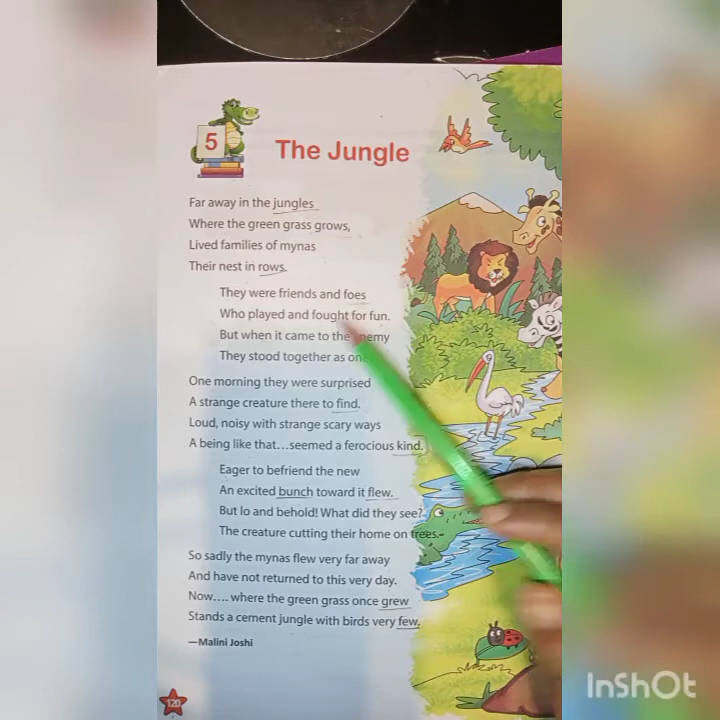 5
The Jungle
Far away in the jungles
Where the green grass grows,
Lived families of mynas
Their nest in rows.
They were friends and foes
Who played and fought for fun.
But when it came to the enemy
They stood together as
One morning they were surprised
A strange creature there to find.
Loud, noisy with strange scary ways
A being like that...seemed a ferocious kind.
Eager to befriend the new
An excited bunch toward it flew.
But lo and behold! What did they see?
The creature cutting their home on trees.
So sadly the mynas flew very far away
And have not returned to this very day.
Now.... where the green grass once grew
Stands a cement jungle with birds very few.
—Malini Joshi
120
InShOt